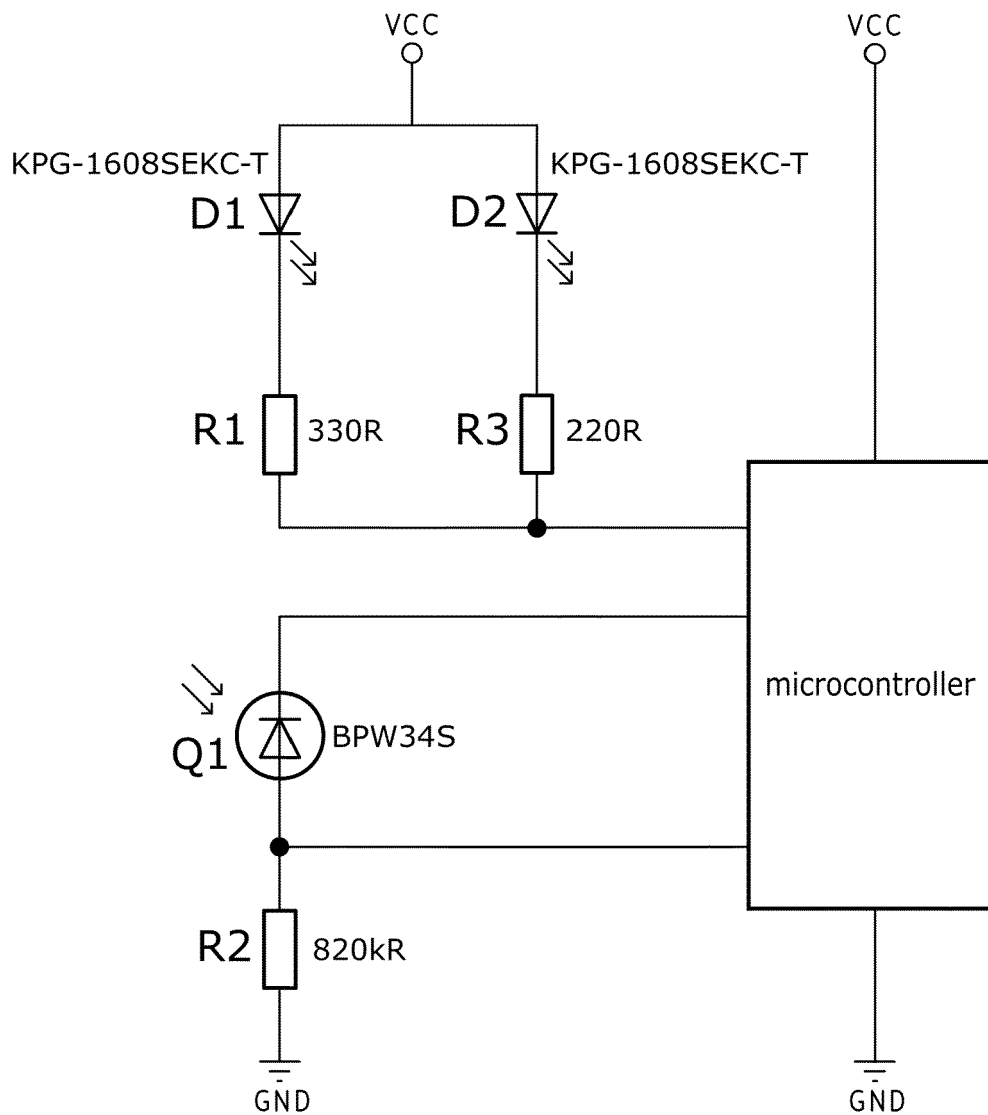 VCC
VCC
KPG-1608SEKC-T
KPG-1608SEKC-T
D1
D2
R1
330R
R3
220R
microcontroller
Q1
BPW34S
R2
820kR
GND
GND